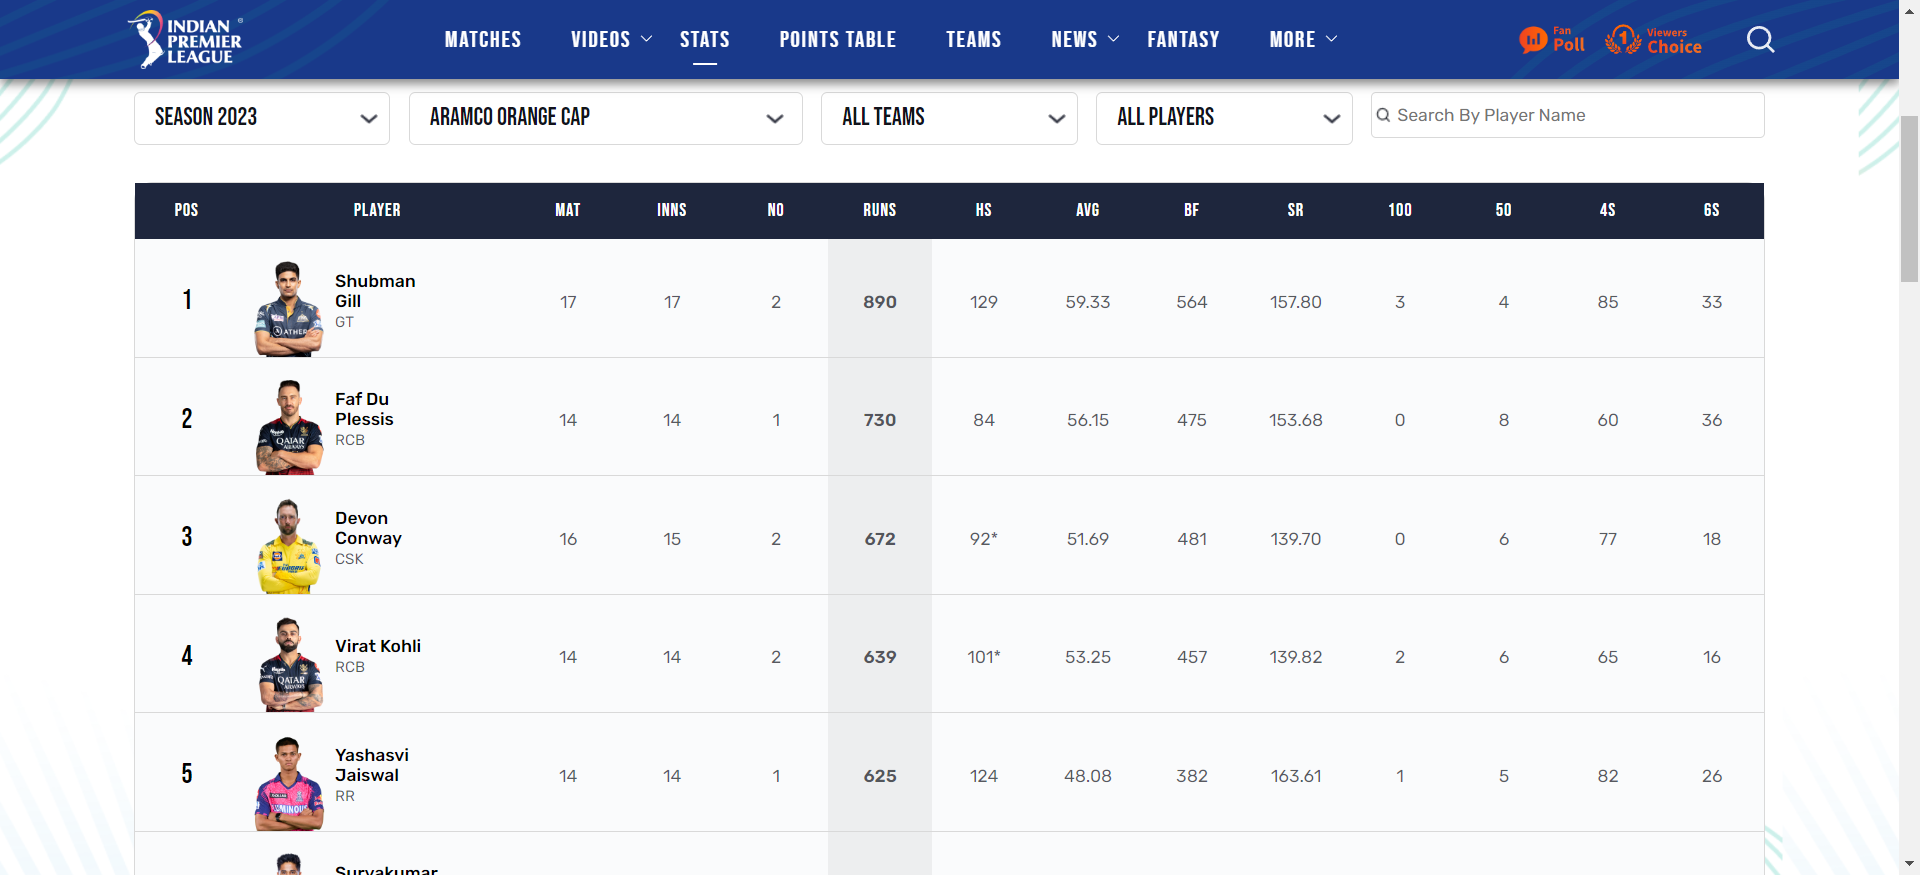 INDIAN
PREMIER
LEAGUE
MATCHES VIDEOS STATS POINTS TABLE TEAMS NEWS FANTASY MORE
Fan
Poll
1
Viewers
Choice
SEASON 2023 ARAMCO ORANGE CAP ALL TEAMS ALL PLAYERS Search By Player Name
POS PLAYER MAT INNS NO RUNS HS AVG BF SR 100 50 4S 6S
1 Shubman Gill 17 17 2 890 129 59.33 564 157.80 3 4 85 33
GT
ATHER
2 Faf Du Plessis 14 14 1 730 84 56.15 475 153.68 0 8 60 36
RCB
QATAR
AIRWAYS
3 Devon Conway 16 15 2 672 92* 51.69 481 139.70 0 6 77 18
CSK
4 Virat Kohli 14 14 2 639 101* 53.25 457 139.82 2 6 65 16
RCB
QATAR
AIRWAYS
5 Yashasvi Jaiswal 14 14 1 625 124 48.08 382 163.61 1 5 82 26
RR
Suryakumar